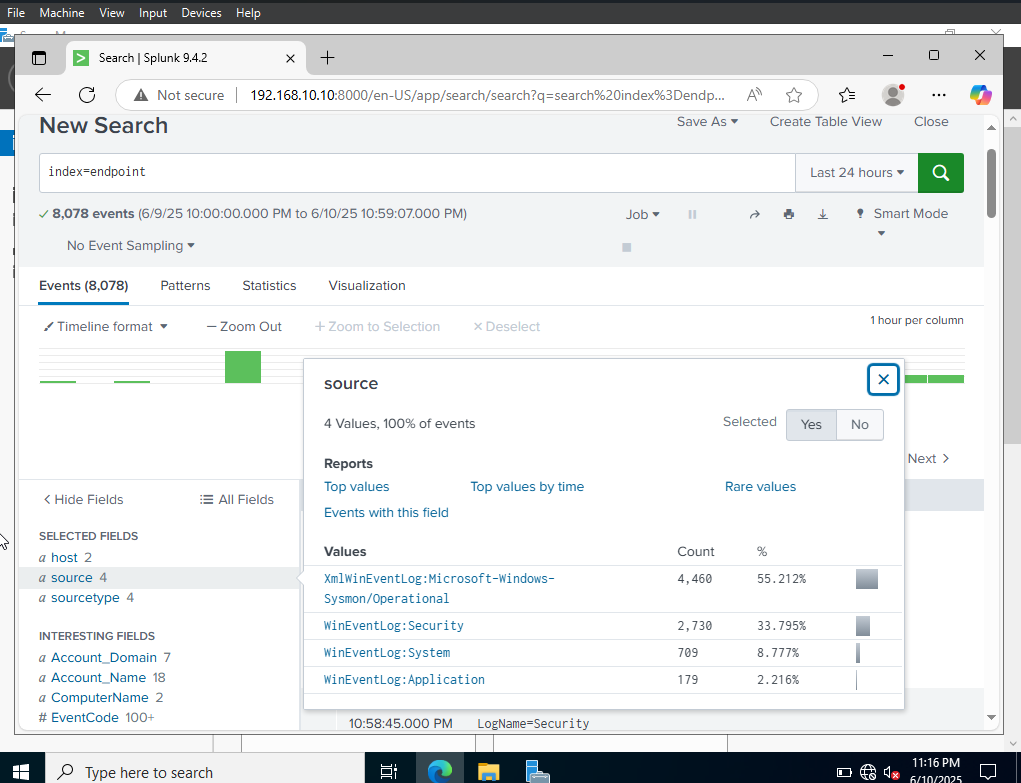 File Machine View Input Devices Help
Search | Splunk 9.4.2
Not secure 192.168.10.10:8000/en-US/app/search/search?q=search%20index%3Dendp...
New Search
Save As Create Table View Close
index=endpoint
Last 24 hours
8,078 events (6/9/25 10:00:00.000 PM to 6/10/25 10:59:07.000 PM)
Job
Smart Mode
No Event Sampling
Events (8,078) Patterns Statistics Visualization
Timeline format — Zoom Out + Zoom to Selection × Deselect
1 hour per column
source
4 Values, 100% of events
Selected Yes No
Reports
Top values Top values by time Rare values
Events with this field
Values Count %
XmlWinEventLog:Microsoft-Windows-
Sysmon/Operational 4,460 55.212%
WinEventLog:Security 2,730 33.795%
WinEventLog:System 709 8.777%
WinEventLog:Application 179 2.216%
Next >
< Hide Fields All Fields
SELECTED FIELDS
a host 2
a source 4
a sourcetype 4
INTERESTING FIELDS
a Account_Domain 7
a Account_Name 18
a ComputerName 2
# EventCode 100+
10:58:45.000 PM LogName=Security
Type here to search
11:16 PM
6/10/2025